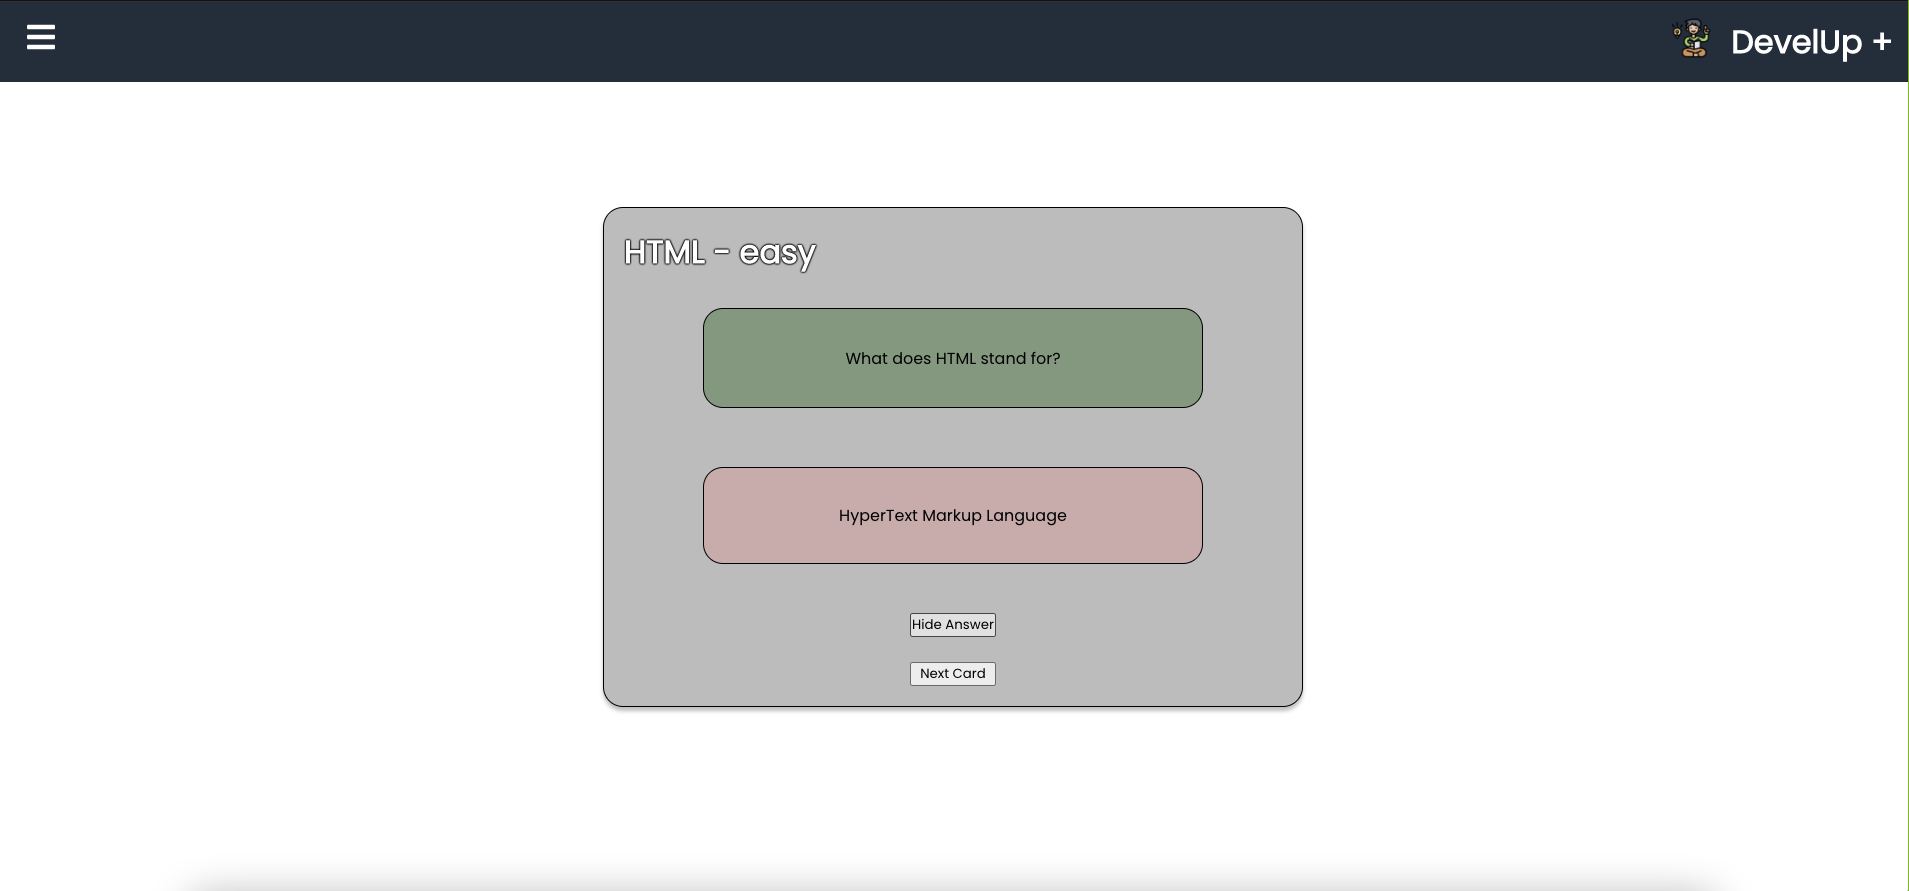 DevelUp +
HTML - easy
What does HTML stand for?
HyperText Markup Language
Hide Answer
Next Card